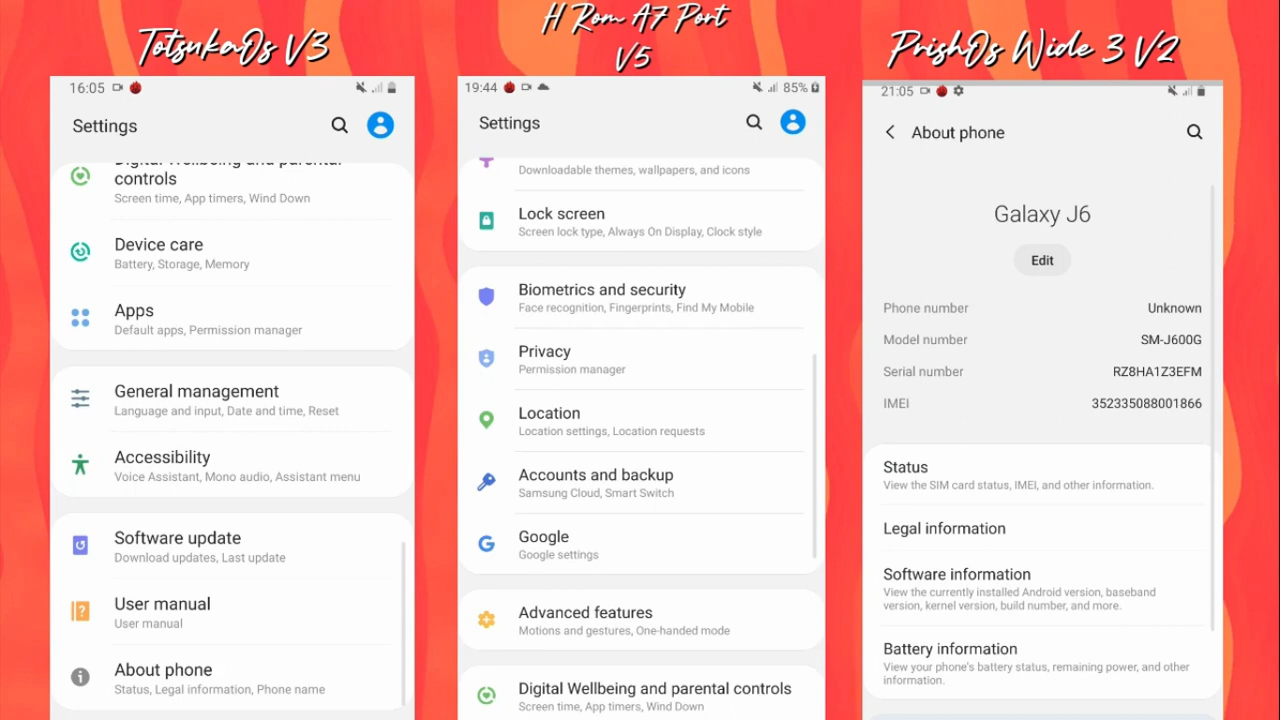 TotsukaOs V3
16:05
Settings
Digital Wellbeing and parental
controls
Screen time, App timers, Wind Down
Device care
Battery, Storage, Memory
Apps
Default apps, Permission manager
General management
Language and input, Date and time, Reset
Accessibility
Voice Assistant, Mono audio, Assistant menu
Software update
Download updates, Last update
User manual
User manual
About phone
Status, Legal information, Phone name
H Rom A7 Port
V5
19:44
85%
Settings
Downloadable themes, wallpapers, and icons
Lock screen
Screen lock type, Always On Display, Clock style
Biometrics and security
Face recognition, Fingerprints, Find My Mobile
Privacy
Permission manager
Location
Location settings, Location requests
Accounts and backup
Samsung Cloud, Smart Switch
Google
Google settings
Advanced features
Motions and gestures, One-handed mode
Digital Wellbeing and parental controls
Screen time, App timers, Wind Down
PrishOs Wide 3 V2
21:05
About phone
Galaxy J6
Edit
Phone number Unknown
Model number SM-J600G
Serial number RZ8HA1Z3EFM
IMEI 352335088001866
Status
View the SIM card status, IMEI, and other information.
Legal information
Software information
View the currently installed Android version, baseband
version, kernel version, build number, and more.
Battery information
View your phone's battery status, remaining power, and other
information.